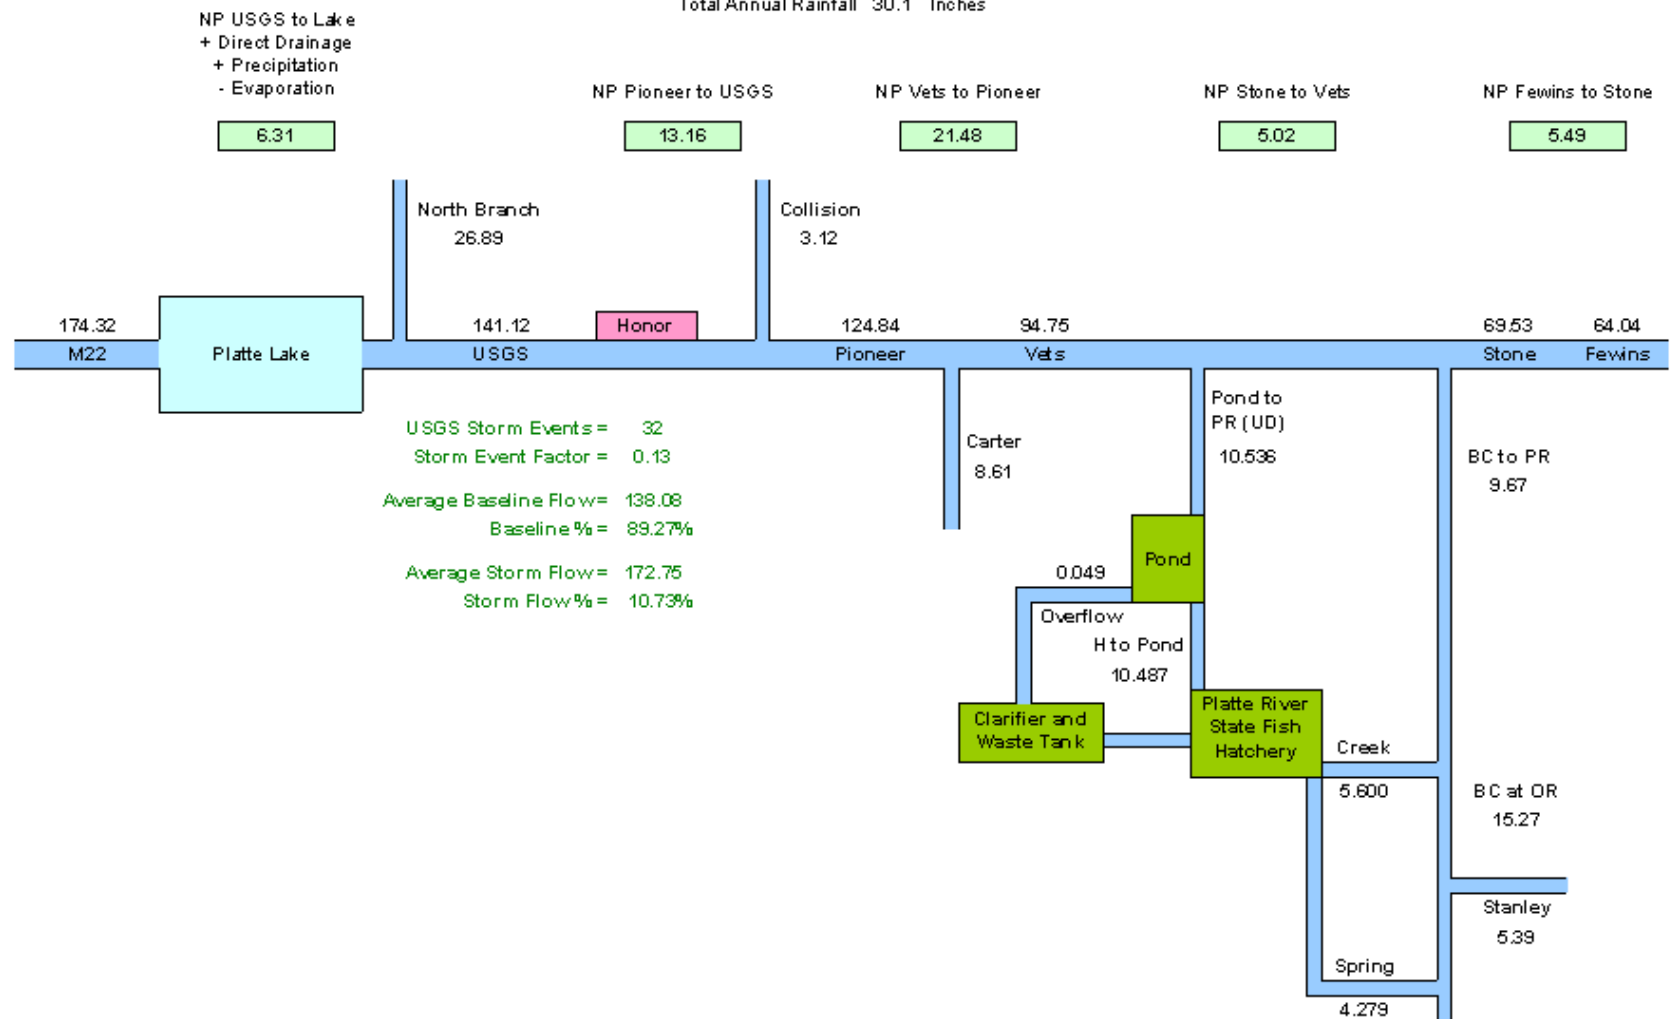 Total Annual Rainfall 30.1 Inches
NP USGS to Lake
+ Direct Drainage
+ Precipitation
- Evaporation
6.31
NP Pioneer to USGS
13.16
NP Vets to Pioneer
21.48
NP Stone to Vets
5.02
NP Fewins to Stone
5.49
North Branch
26.89
Collision
3.12
174.32
M22
Platte Lake
141.12
USGS
Honor
124.84
Pioneer
94.75
Vets
69.53
Stone
64.04
Fewins
USGS Storm Events = 32
Storm Event Factor = 0.13
Average Baseline Flow= 138.08
Baseline % = 89.27%
Average Storm Flow = 172.75
Storm Flow % = 10.73%
Carter
8.61
Pond to
PR (UD)
10.536
BC to PR
9.67
Pond
0.049
Overflow
H to Pond
10.487
Clarifier and
Waste Tank
Platte River
State Fish
Hatchery
Creek
5.600
BC at OR
15.27
Stanley
5.39
Spring
4.279